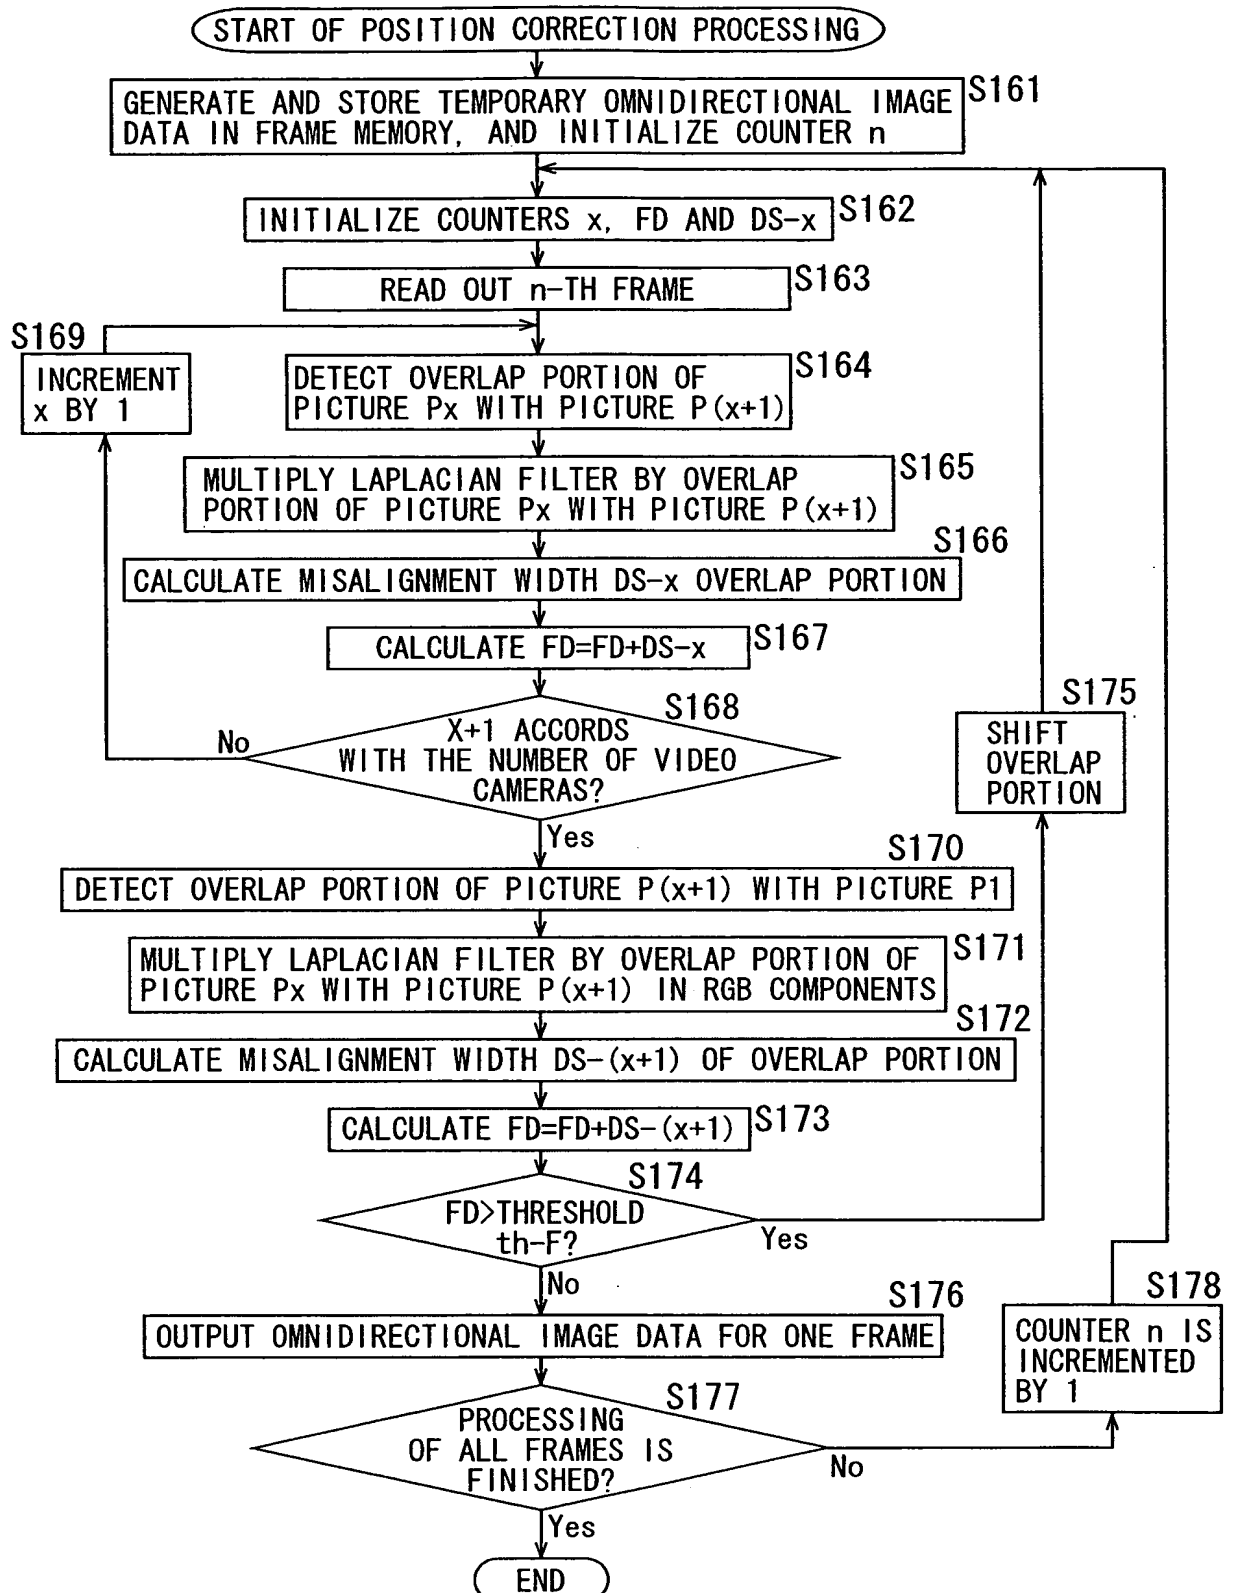 START OF POSITION CORRECTION PROCESSING
S161
GENERATE AND STORE TEMPORARY OMNIDIRECTIONAL IMAGE
DATA IN FRAME MEMORY, AND INITIALIZE COUNTER n
S162
INITIALIZE COUNTERS x, FD AND DS-x
S163
READ OUT n-TH FRAME
S169
INCREMENT
x BY 1
S164
DETECT OVERLAP PORTION OF
PICTURE Px WITH PICTURE P(x+1)
S165
MULTIPLY LAPLACIAN FILTER BY OVERLAP
PORTION OF PICTURE Px WITH PICTURE P(x+1)
S166
CALCULATE MISALIGNMENT WIDTH DS-x OVERLAP PORTION
S167
CALCULATE FD=FD+DS-x
S168
X+1 ACCORDS
WITH THE NUMBER OF VIDEO
CAMERAS?
No
Yes
S175
SHIFT
OVERLAP
PORTION
S170
DETECT OVERLAP PORTION OF PICTURE P(x+1) WITH PICTURE P1
S171
MULTIPLY LAPLACIAN FILTER BY OVERLAP PORTION OF
PICTURE Px WITH PICTURE P(x+1) IN RGB COMPONENTS
S172
CALCULATE MISALIGNMENT WIDTH DS-(x+1) OF OVERLAP PORTION
S173
CALCULATE FD=FD+DS-(x+1)
S174
FD>THRESHOLD
th-F?
Yes
No
S176
OUTPUT OMNIDIRECTIONAL IMAGE DATA FOR ONE FRAME
S178
COUNTER n IS
INCREMENTED
BY 1
S177
PROCESSING
OF ALL FRAMES IS
FINISHED?
No
Yes
END